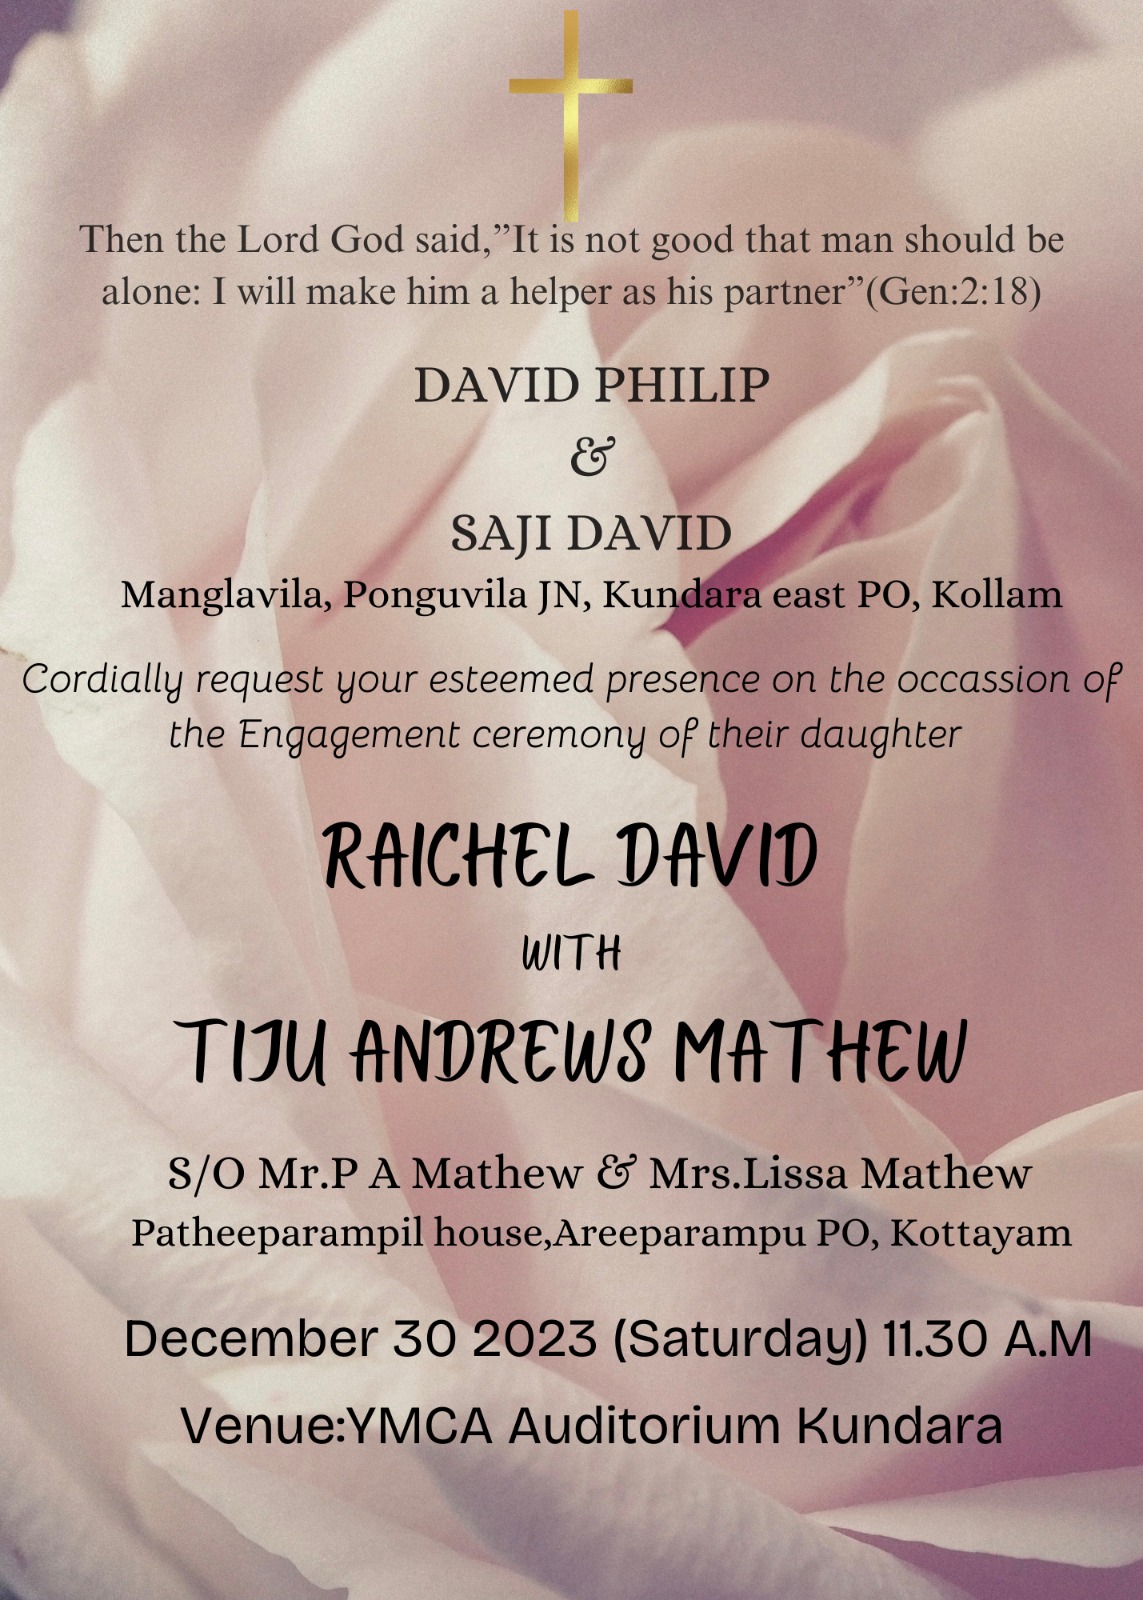 Then the Lord God said,”It is not good that man should be
alone: I will make him a helper as his partner”(Gen:2:18)
DAVID PHILIP
&
SAJI DAVID
Manglavila, Ponguvila JN, Kundara east PO, Kollam
Cordially request your esteemed presence on the occassion of
the Engagement ceremony of their daughter
RAICHEL DAVID
WITH
TIJU ANDREWS MATHEW
S/O Mr.P A Mathew & Mrs.Lissa Mathew
Patheeparampil house,Areeparampu PO, Kottayam
December 30 2023 (Saturday) 11.30 A.M
Venue:YMCA Auditorium Kundara